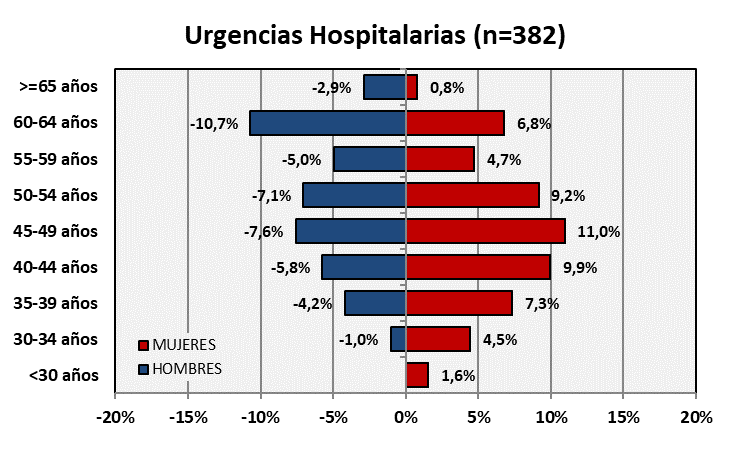 Urgencias Hospitalarias (n=382)
>=65 años -2,9% 0,8%
60-64 años -10,7% 6,8%
55-59 años -5,0% 4,7%
50-54 años -7,1% 9,2%
45-49 años -7,6% 11,0%
40-44 años -5,8% 9,9%
35-39 años -4,2% 7,3%
30-34 años -1,0% 4,5%
MUJERES
HOMBRES
<30 años 1,6%
-20% -15% -10% -5% 0% 5% 10% 15% 20%